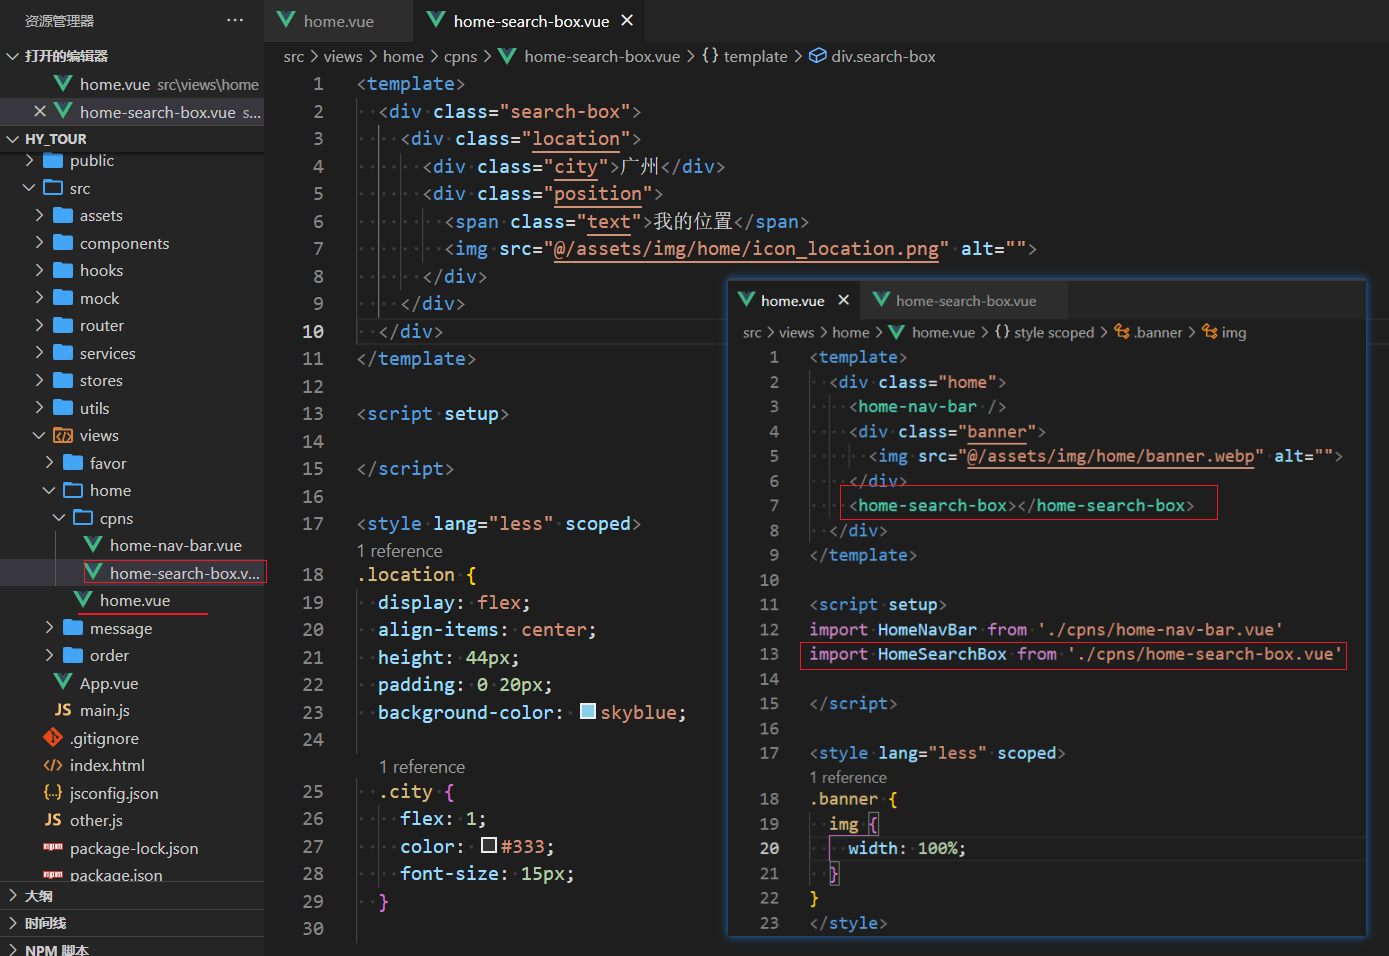 资源管理器
打开的编辑器
home.vue src\views\home
home-search-box.vue s...
HY_TOUR
public
src
assets
components
hooks
mock
router
services
stores
utils
views
favor
home
cpns
home-nav-bar.vue
home-search-box.v...
home.vue
message
order
App.vue
JS main.js
.gitignore
index.html
jsconfig.json
JS other.js
package-lock.json
package.json
大纲
时间线
NPM 脚本
home.vue home-search-box.vue
src > views > home > cpns > home-search-box.vue > {} template > div.search-box
1 <template>
2 <div class="search-box">
3 <div class="location">
4 <div class="city">广州</div>
5 <div class="position">
6 <span class="text">我的位置</span>
7 <img src="@/assets/img/home/icon_location.png" alt="">
8 </div>
9 </div>
10 </div>
11 </template>
12
13 <script setup>
14
15 </script>
16
17 <style lang="less" scoped>
1 reference
18 .location {
19 display: flex;
20 align-items: center;
21 height: 44px;
22 padding: 0 20px;
23 background-color: skyblue;
24
1 reference
25 .city {
26 flex: 1;
27 color: #333;
28 font-size: 15px;
29 }
30
home.vue home-search-box.vue
src > views > home > home.vue > {} style scoped > .banner > img
1 <template>
2 <div class="home">
3 <home-nav-bar />
4 <div class="banner">
5 <img src="@/assets/img/home/banner.webp" alt="">
6 </div>
7 <home-search-box></home-search-box>
8 </div>
9 </template>
10
11 <script setup>
12 import HomeNavBar from './cpns/home-nav-bar.vue'
13 import HomeSearchBox from './cpns/home-search-box.vue'
14
15 </script>
16
17 <style lang="less" scoped>
1 reference
18 .banner {
19 img {
20 width: 100%;
21 }
22 }
23 </style>